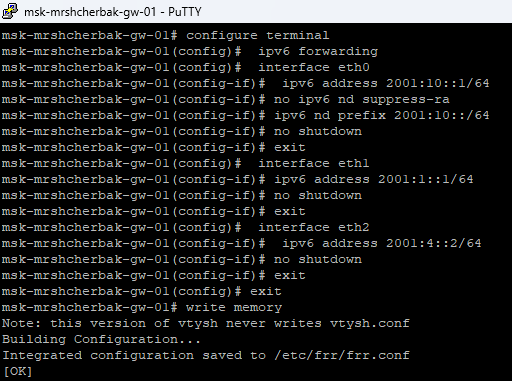 msk-mrshcherbak-gw-01 - PuTTY
msk-mrshcherbak-gw-01# configure terminal
msk-mrshcherbak-gw-01(config)#  ipv6 forwarding
msk-mrshcherbak-gw-01(config)#  interface eth0
msk-mrshcherbak-gw-01(config-if)#  ipv6 address 2001:10::1/64
msk-mrshcherbak-gw-01(config-if)# no ipv6 nd suppress-ra
msk-mrshcherbak-gw-01(config-if)# ipv6 nd prefix 2001:10::/64
msk-mrshcherbak-gw-01(config-if)# no shutdown
msk-mrshcherbak-gw-01(config-if)# exit
msk-mrshcherbak-gw-01(config)#  interface eth1
msk-mrshcherbak-gw-01(config-if)# ipv6 address 2001:1::1/64
msk-mrshcherbak-gw-01(config-if)# no shutdown
msk-mrshcherbak-gw-01(config-if)# exit
msk-mrshcherbak-gw-01(config)#  interface eth2
msk-mrshcherbak-gw-01(config-if)#  ipv6 address 2001:4::2/64
msk-mrshcherbak-gw-01(config-if)# no shutdown
msk-mrshcherbak-gw-01(config-if)# exit
msk-mrshcherbak-gw-01(config)# exit
msk-mrshcherbak-gw-01# write memory
Note: this version of vtysh never writes vtysh.conf
Building Configuration...
Integrated configuration saved to /etc/frr/frr.conf
[OK]